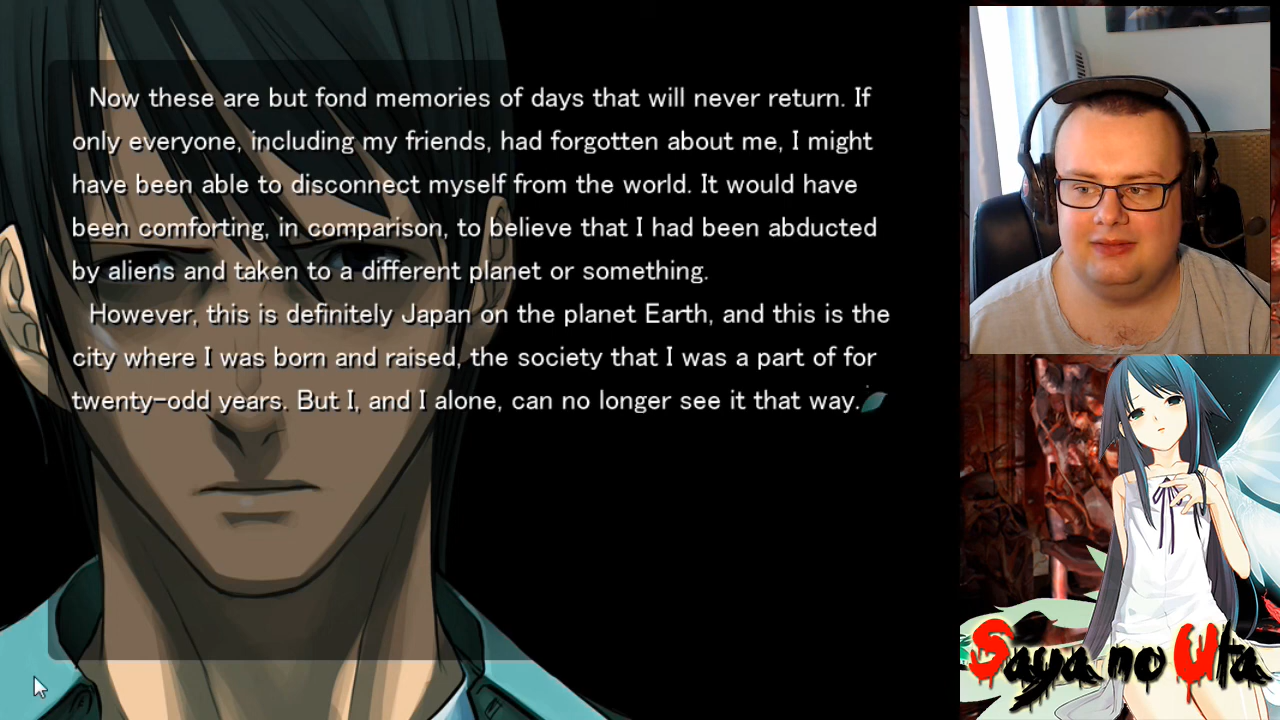 Now these are but fond memories of days that will never return. If
only everyone, including my friends, had forgotten about me, I might
have been able to disconnect myself from the world. It would have
been comforting, in comparison, to believe that I had been abducted
by aliens and taken to a different planet or something.
However, this is definitely Japan on the planet Earth, and this is the
city where I was born and raised, the society that I was a part of for
twenty-odd years. But I, and I alone, can no longer see it that way.
Saya no Uta